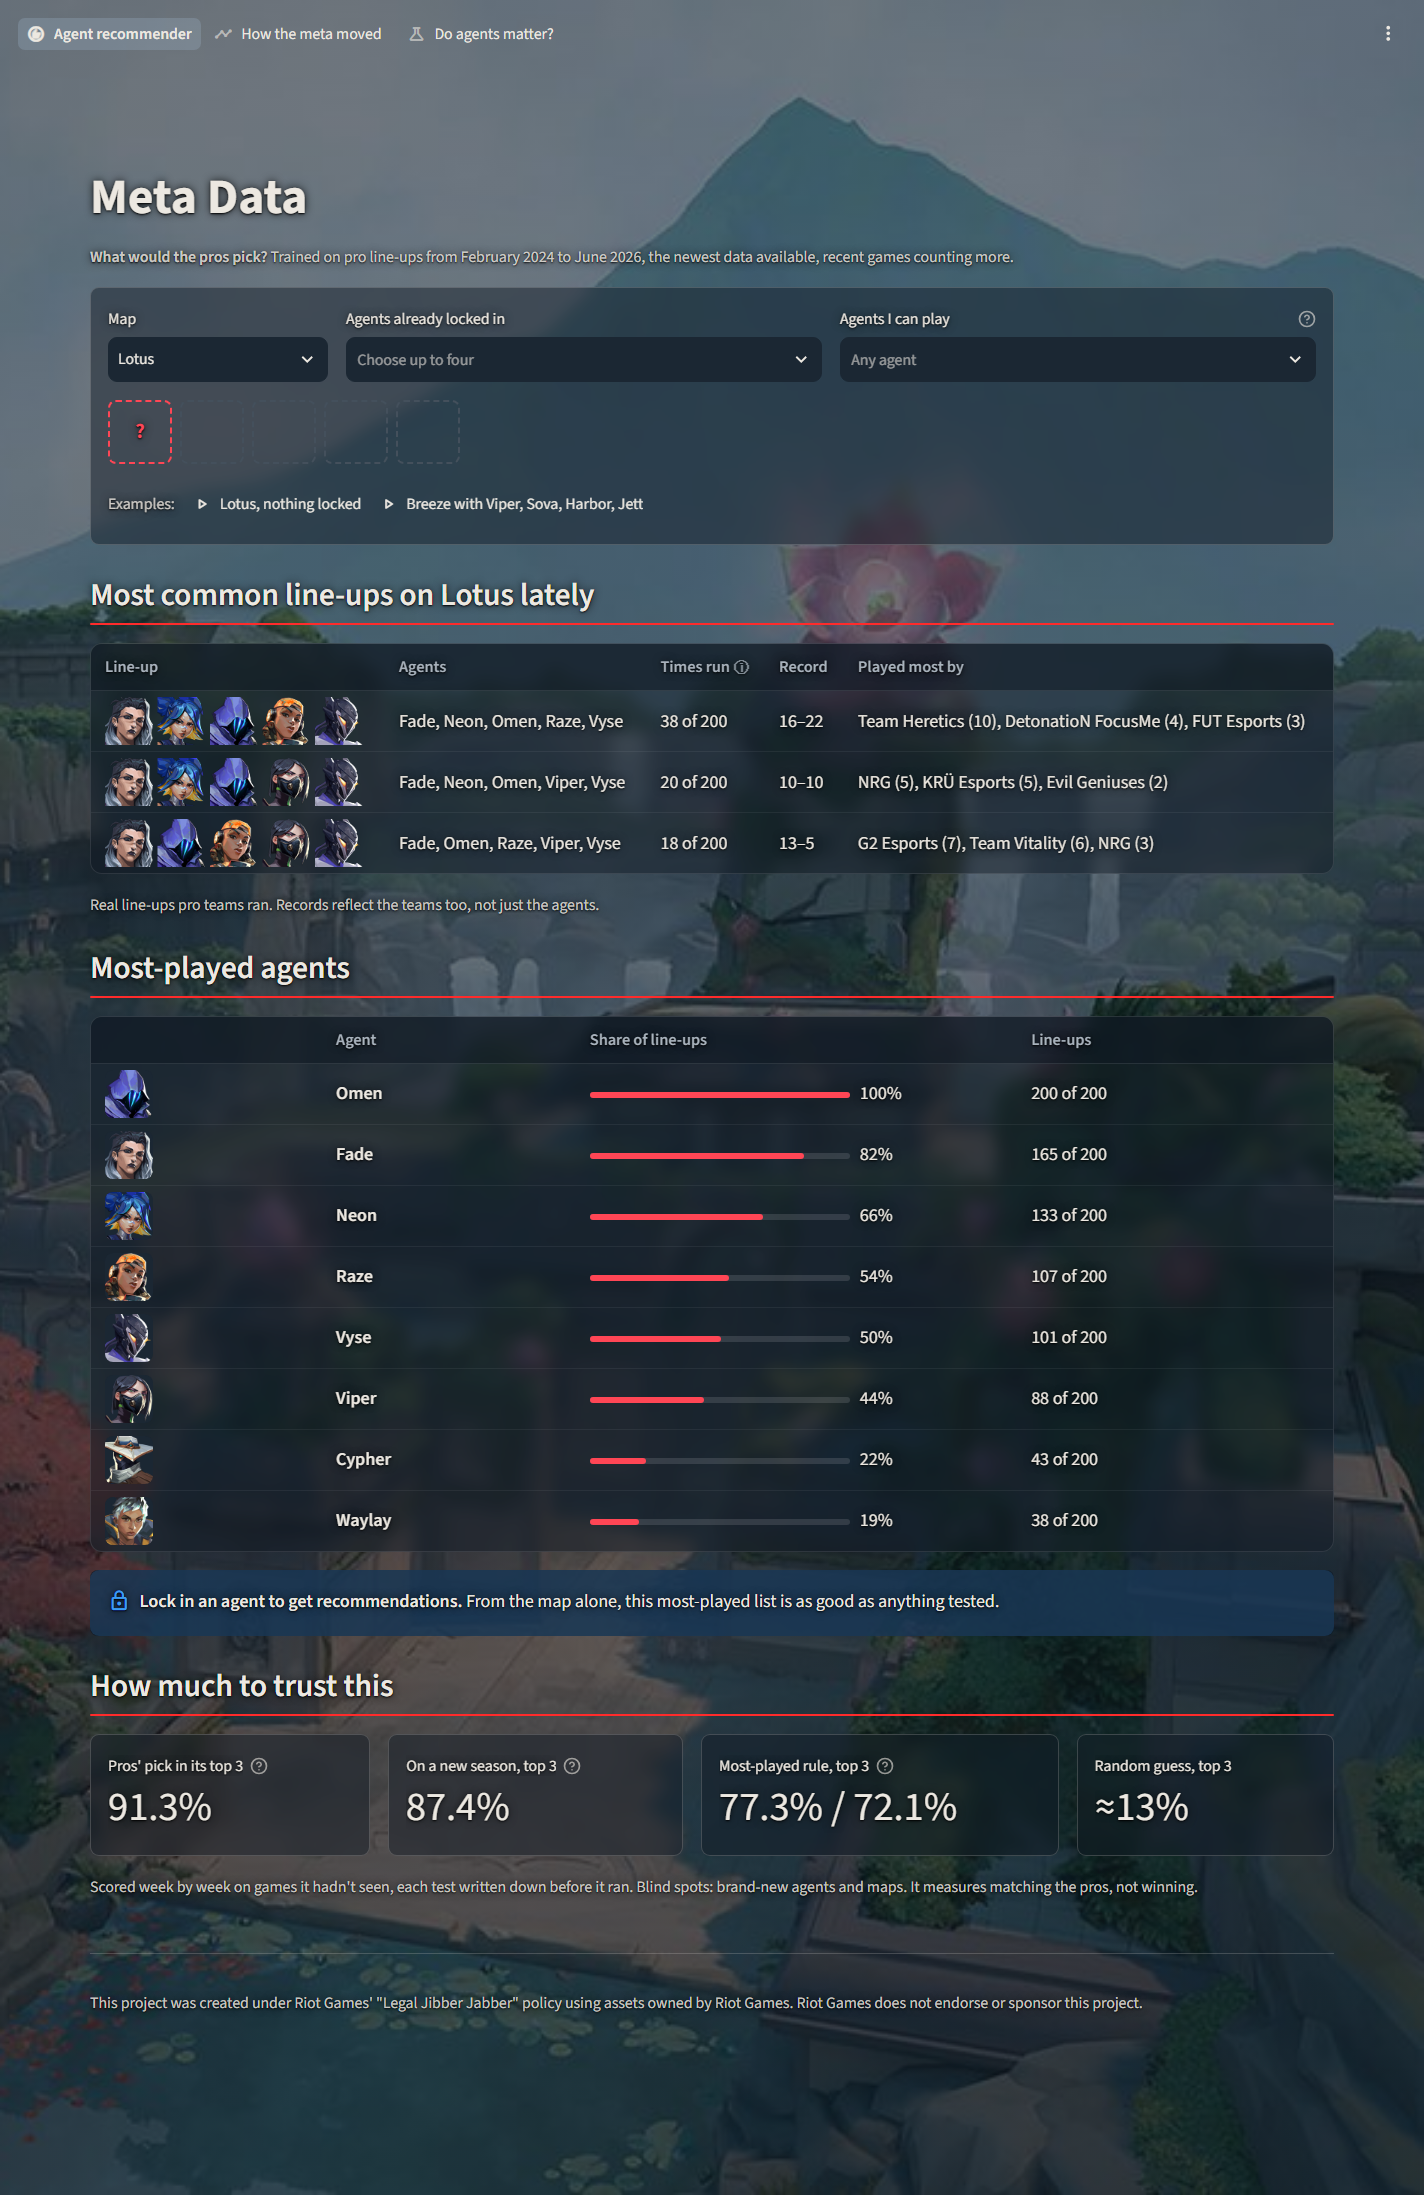 Agent recommender How the meta moved Do agents matter?
Meta Data
What would the pros pick? Trained on pro line-ups from February 2024 to June 2026, the newest data available, recent games counting more.
Map Agents already locked in Agents I can play
Lotus Choose up to four Any agent
?
Examples: Lotus, nothing locked Breeze with Viper, Sova, Harbor, Jett
Most common line-ups on Lotus lately
Line-up Agents Times run Record Played most by
Fade, Neon, Omen, Raze, Vyse 38 of 200 16–22 Team Heretics (10), DetonatioN FocusMe (4), FUT Esports (3)
Fade, Neon, Omen, Viper, Vyse 20 of 200 10–10 NRG (5), KRÜ Esports (5), Evil Geniuses (2)
Fade, Omen, Raze, Viper, Vyse 18 of 200 13–5 G2 Esports (7), Team Vitality (6), NRG (3)
Real line-ups pro teams ran. Records reflect the teams too, not just the agents.
Most-played agents
Agent Share of line-ups Line-ups
Omen 100% 200 of 200
Fade 82% 165 of 200
Neon 66% 133 of 200
Raze 54% 107 of 200
Vyse 50% 101 of 200
Viper 44% 88 of 200
Cypher 22% 43 of 200
Waylay 19% 38 of 200
Lock in an agent to get recommendations. From the map alone, this most-played list is as good as anything tested.
How much to trust this
Pros' pick in its top 3 On a new season, top 3 Most-played rule, top 3 Random guess, top 3
91.3% 87.4% 77.3% / 72.1% ≈13%
Scored week by week on games it hadn't seen, each test written down before it ran. Blind spots: brand-new agents and maps. It measures matching the pros, not winning.
This project was created under Riot Games' "Legal Jibber Jabber" policy using assets owned by Riot Games. Riot Games does not endorse or sponsor this project.